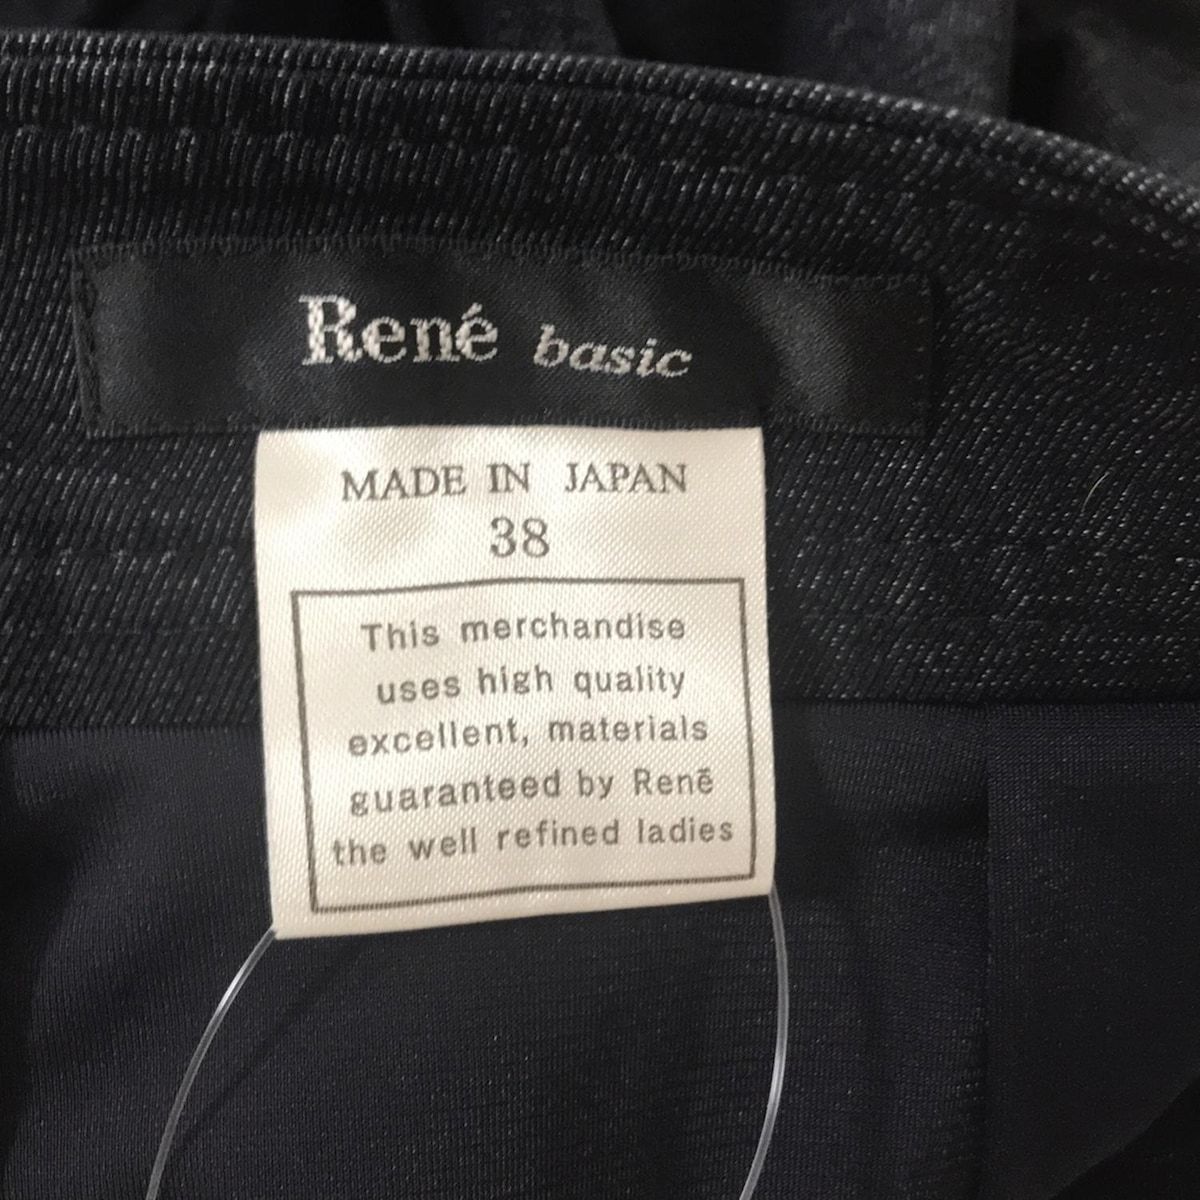 René basic
MADE IN JAPAN
38
This merchandise
uses high quality
excellent, materials
guaranteed by Renē
the well refined ladies